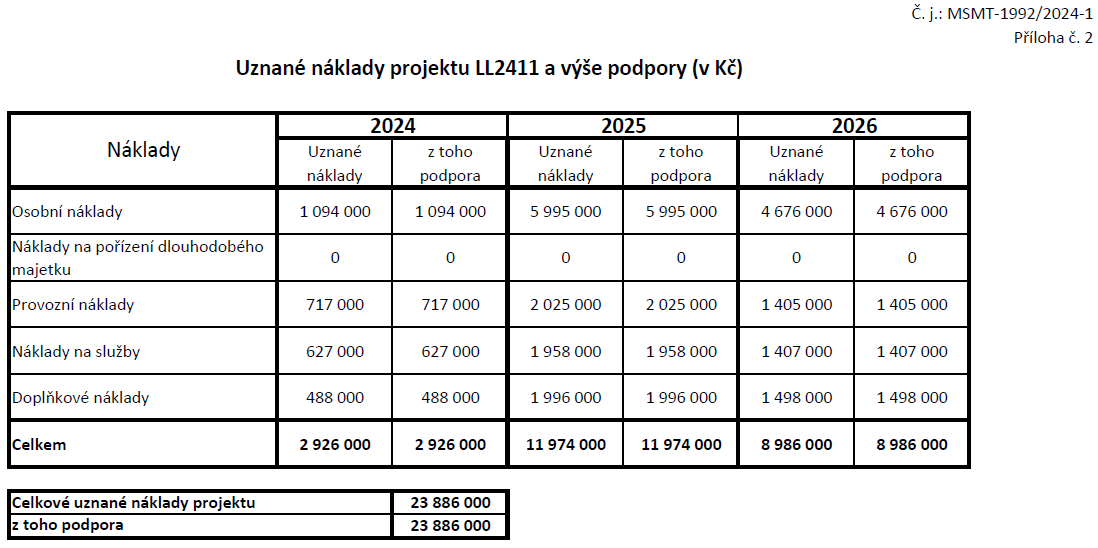 Č. j.: MSMT-1992/2024-1
Příloha č. 2
Uznané náklady projektu LL2411 a výše podpory (v Kč)
Náklady 2024 2025 2026
Uznané náklady z toho podpora Uznané náklady z toho podpora Uznané náklady z toho podpora
Osobní náklady 1 094 000 1 094 000 5 995 000 5 995 000 4 676 000 4 676 000
Náklady na pořízení dlouhodobého
majetku 0 0 0 0 0 0
Provozní náklady 717 000 717 000 2 025 000 2 025 000 1 405 000 1 405 000
Náklady na služby 627 000 627 000 1 958 000 1 958 000 1 407 000 1 407 000
Doplňkové náklady 488 000 488 000 1 996 000 1 996 000 1 498 000 1 498 000
Celkem 2 926 000 2 926 000 11 974 000 11 974 000 8 986 000 8 986 000
Celkové uznané náklady projektu 23 886 000
z toho podpora 23 886 000